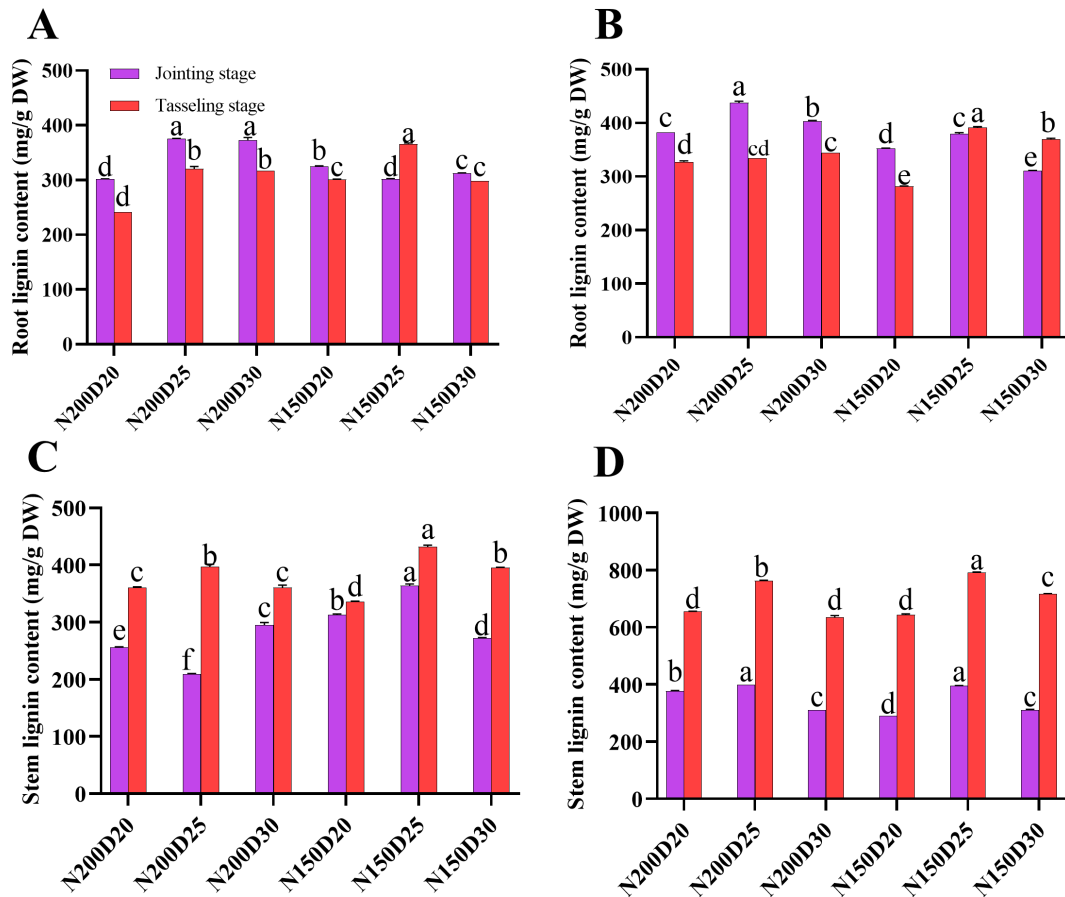 A
Root lignin content (mg/g DW)
500
400
300
200
100
0
Jointing stage
Tasseling stage
d
d
a
b
a
b
b
c
d
a
c
c
N200D20
N200D25
N200D30
N150D20
N150D25
N150D30
B
Root lignin content (mg/g DW)
500
400
300
200
100
0
c
d
a
cd
b
c
d
e
c
a
e
b
N200D20
N200D25
N200D30
N150D20
N150D25
N150D30
C
Stem lignin content (mg/g DW)
500
400
300
200
100
0
e
c
f
b
c
c
b
d
a
a
d
b
N200D20
N200D25
N200D30
N150D20
N150D25
N150D30
D
Stem lignin content (mg/g DW)
1000
800
600
400
200
0
b
d
a
b
c
d
d
d
a
a
c
c
N200D20
N200D25
N200D30
N150D20
N150D25
N150D30